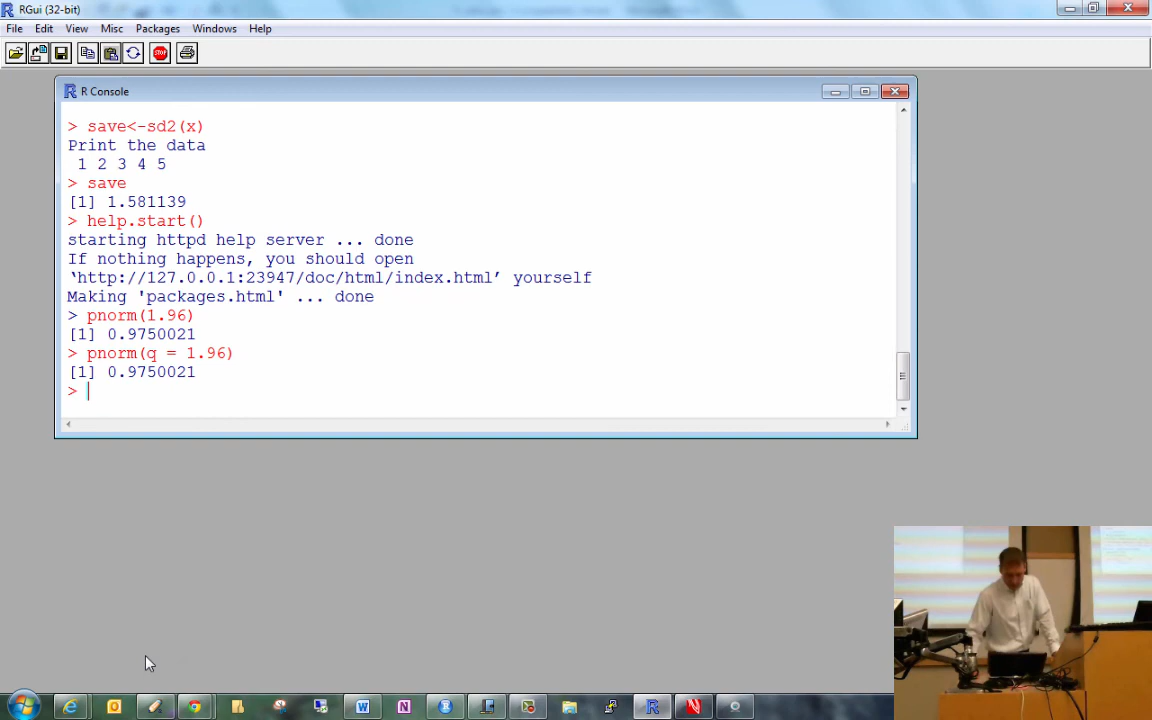 RGui (32-bit)
File Edit View Misc Packages Windows Help
STOP
R Console
> save<-sd2(x)
Print the data
1 2 3 4 5
> save
[1] 1.581139
> help.start()
starting httpd help server ... done
If nothing happens, you should open
‘http://127.0.0.1:23947/doc/html/index.html’ yourself
Making 'packages.html' ... done
> pnorm(1.96)
[1] 0.9750021
> pnorm(q = 1.96)
[1] 0.9750021
>